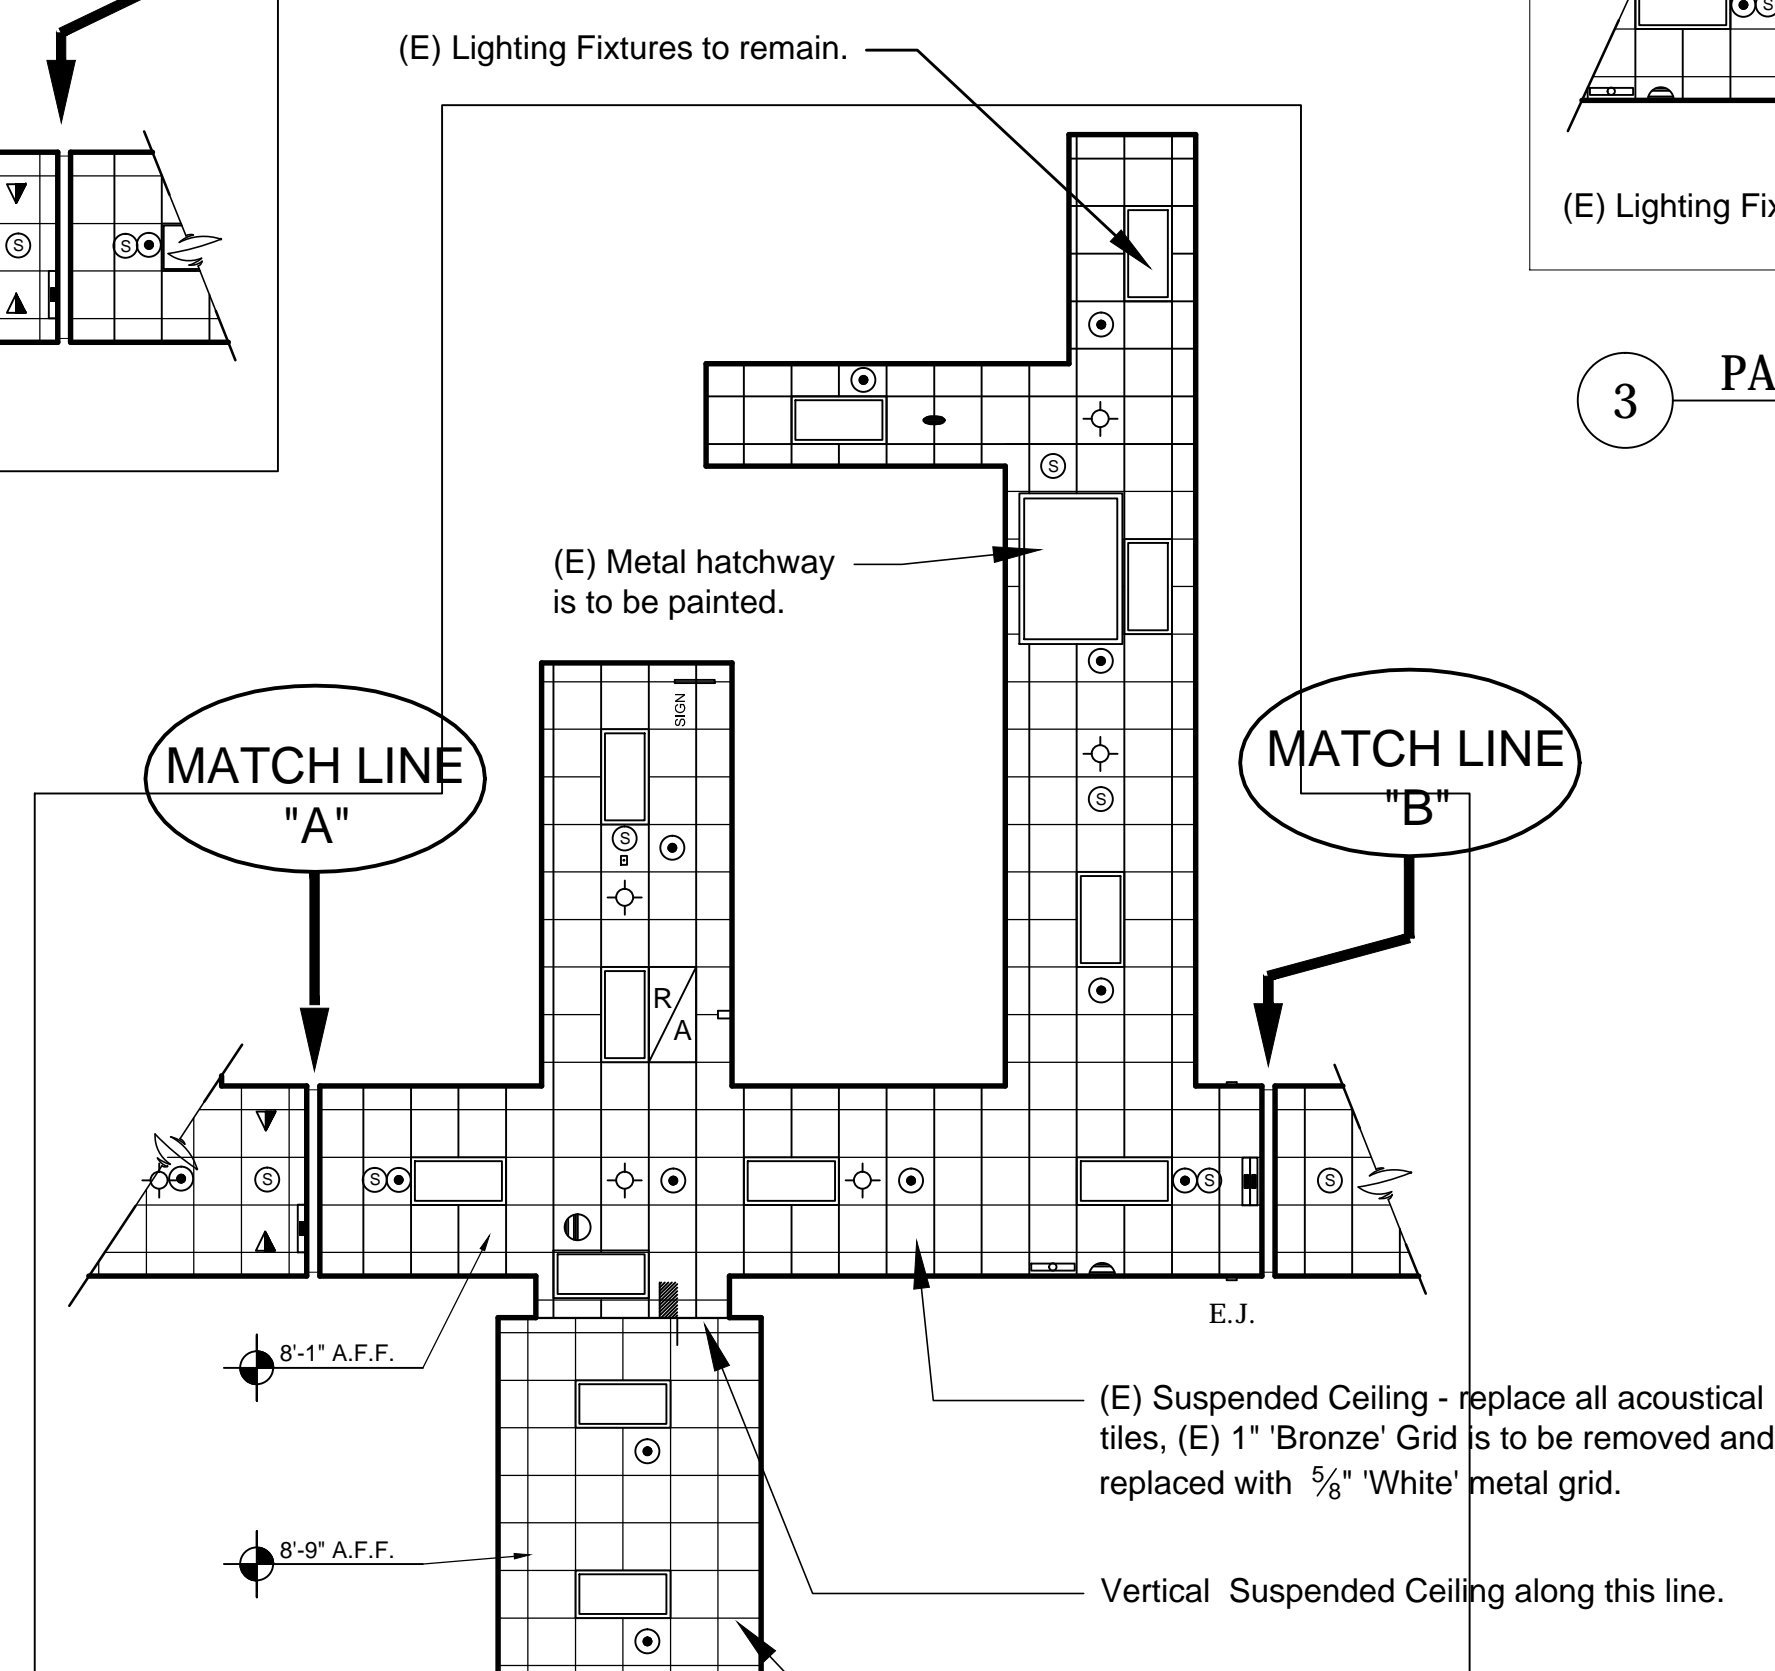 (E) Lighting Fixtures to remain.
S
S
S
(E) Lighting Fix
3
PA
S
S
(E) Metal hatchway
is to be painted.
SIGN
MATCH LINE
"A"
MATCH LINE
"B"
S
S
R
A
S
S
S
S
E.J.
8'-1" A.F.F.
(E) Suspended Ceiling - replace all acoustical
tiles, (E) 1" 'Bronze' Grid is to be removed and
replaced with ⅝" 'White' metal grid.
8'-9" A.F.F.
Vertical Suspended Ceiling along this line.